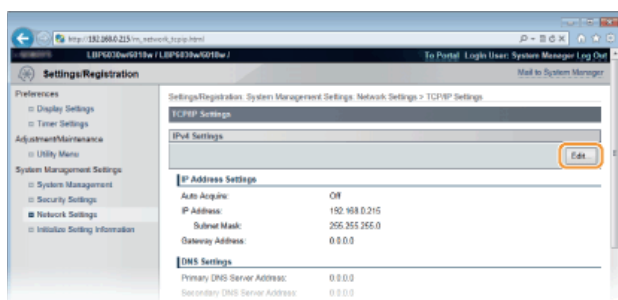 http://192.168.0.215/m_network_tcpip.html
LBP6030w/6018w / LBP6030w/6018w /
To Portal Login User: System Manager Log Out
Settings/Registration
Mail to System Manager
Preferences
Display Settings
Timer Settings
Adjustment/Maintenance
Utility Menu
System Management Settings
System Management
Security Settings
Network Settings
Initialize Setting Information
Settings/Registration: System Management Settings: Network Settings > TCP/IP Settings
TCP/IP Settings
IPv4 Settings
Edit...
IP Address Settings
Auto Acquire: Off
IP Address: 192.168.0.215
Subnet Mask: 255.255.255.0
Gateway Address: 0.0.0.0
DNS Settings
Primary DNS Server Address: 0.0.0.0
Secondary DNS Server Address: 0.0.0.0